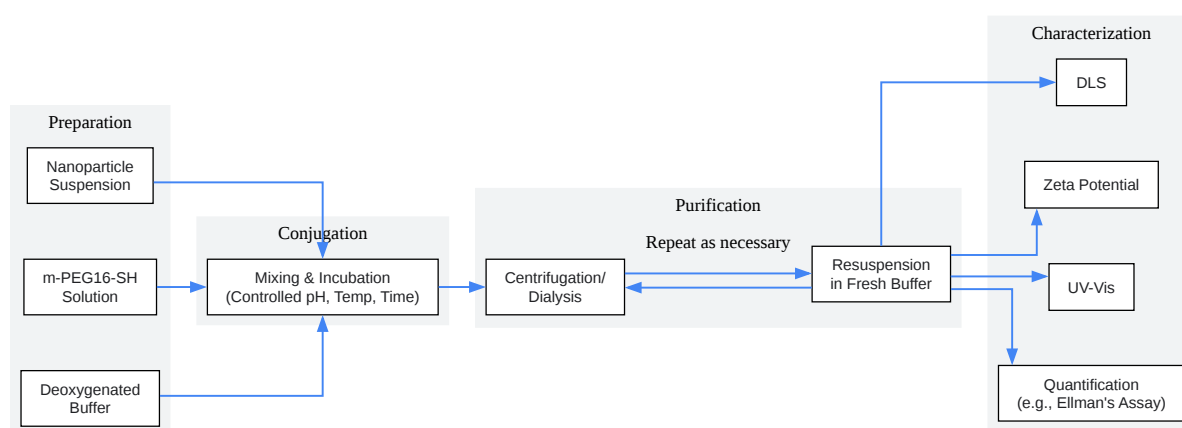 Preparation
Nanoparticle
Suspension
m-PEG16-SH
Solution
Deoxygenated
Buffer
Conjugation
Mixing & Incubation
(Controlled pH, Temp, Time)
Purification
Repeat as necessary
Centrifugation/
Dialysis
Resuspension
in Fresh Buffer
Characterization
DLS
Zeta Potential
UV-Vis
Quantification
(e.g., Ellman's Assay)